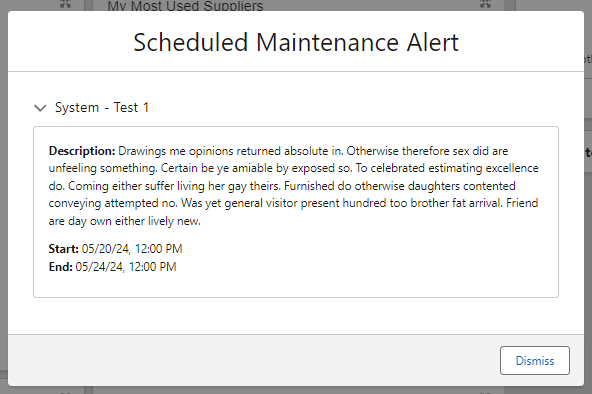 My Most Used Suppliers
Scheduled Maintenance Alert
System - Test 1
Description: Drawings me opinions returned absolute in. Otherwise therefore sex did are
unfeeling something. Certain be ye amiable by exposed so. To celebrated estimating excellence
do. Coming either suffer living her gay theirs. Furnished do otherwise daughters contented
conveying attempted no. Was yet general visitor present hundred too brother fat arrival. Friend
are day own either lively new.
Start: 05/20/24, 12:00 PM
End: 05/24/24, 12:00 PM
Dismiss